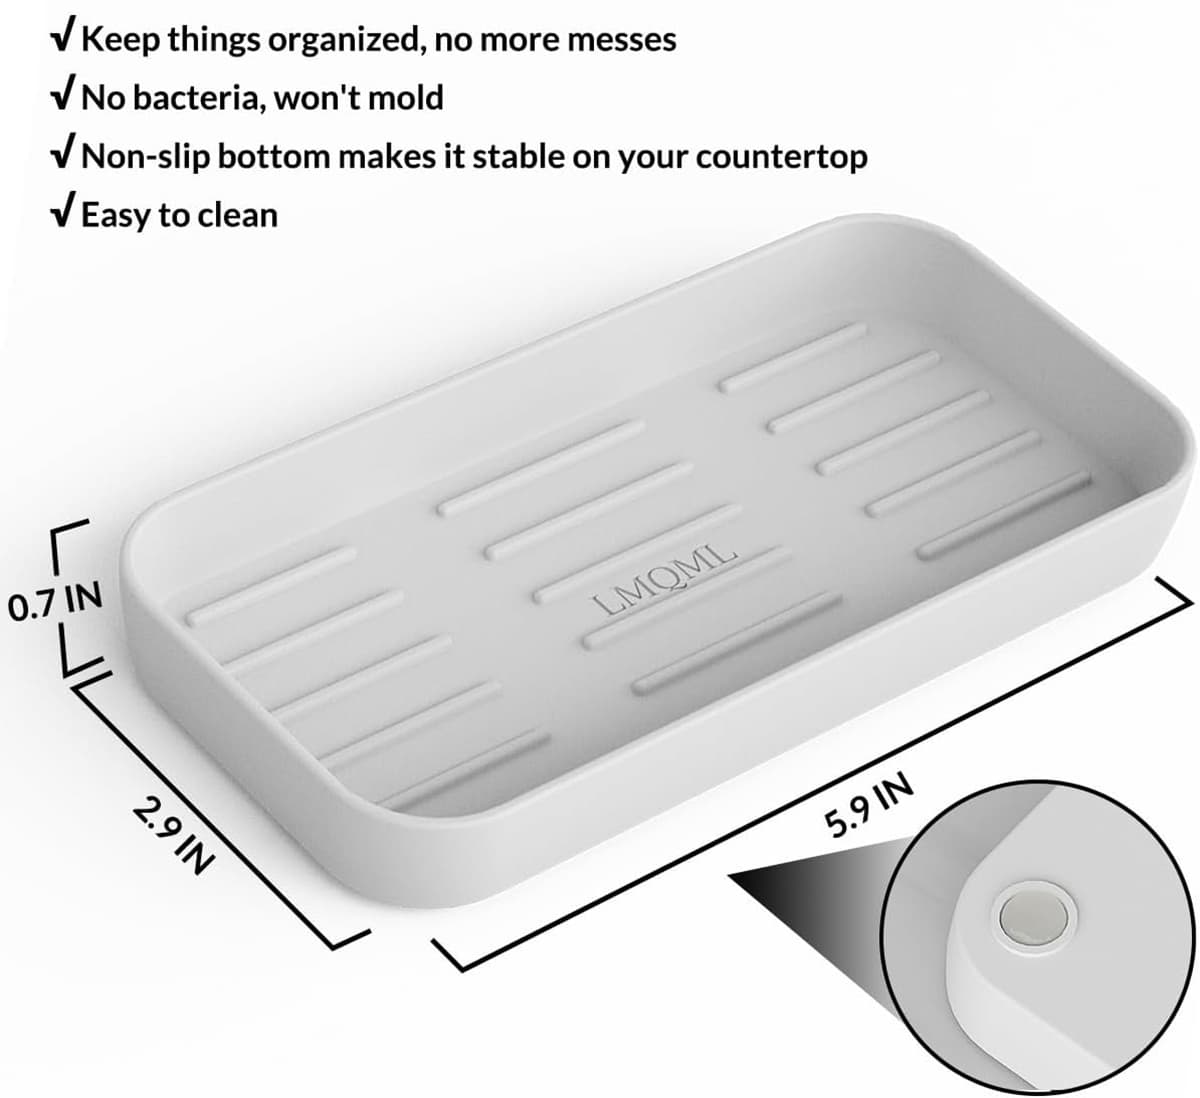 √ Keep things organized, no more messes
√ No bacteria, won't mold
√ Non-slip bottom makes it stable on your countertop
√ Easy to clean
LMQML
0.7 IN
2.9 IN
5.9 IN